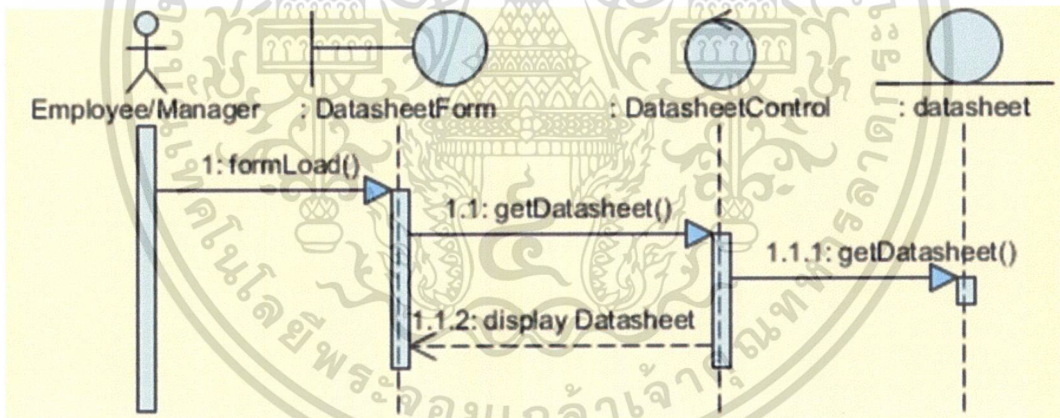 Employee/Manager
: DatasheetForm
: DatasheetControl
: datasheet
1: formLoad()
1.1: getDatasheet()
1.1.1: getDatasheet()
1.1.2: display Datasheet